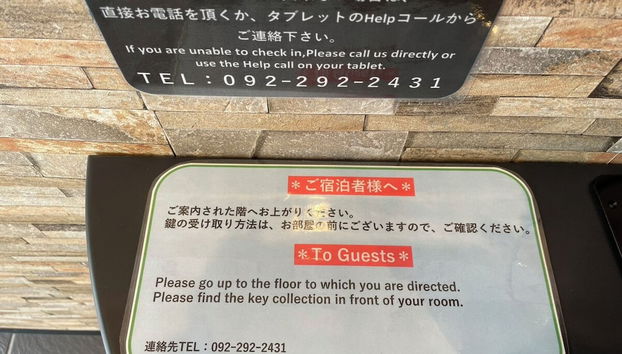 直接お電話を頂くか、タブレットのHelpコールから
ご連絡下さい。
If you are unable to check in,Please call us directly or
use the Help call on your tablet.
TEL：092-292-2431
＊ご宿泊者様へ＊
ご案内された階へお上がりください。
鍵の受け取り方法は、お部屋の前にございますので、ご確認ください。
＊To Guests＊
Please go up to the floor to which you are directed.
Please find the key collection in front of your room.
連絡先TEL：092-292-2431